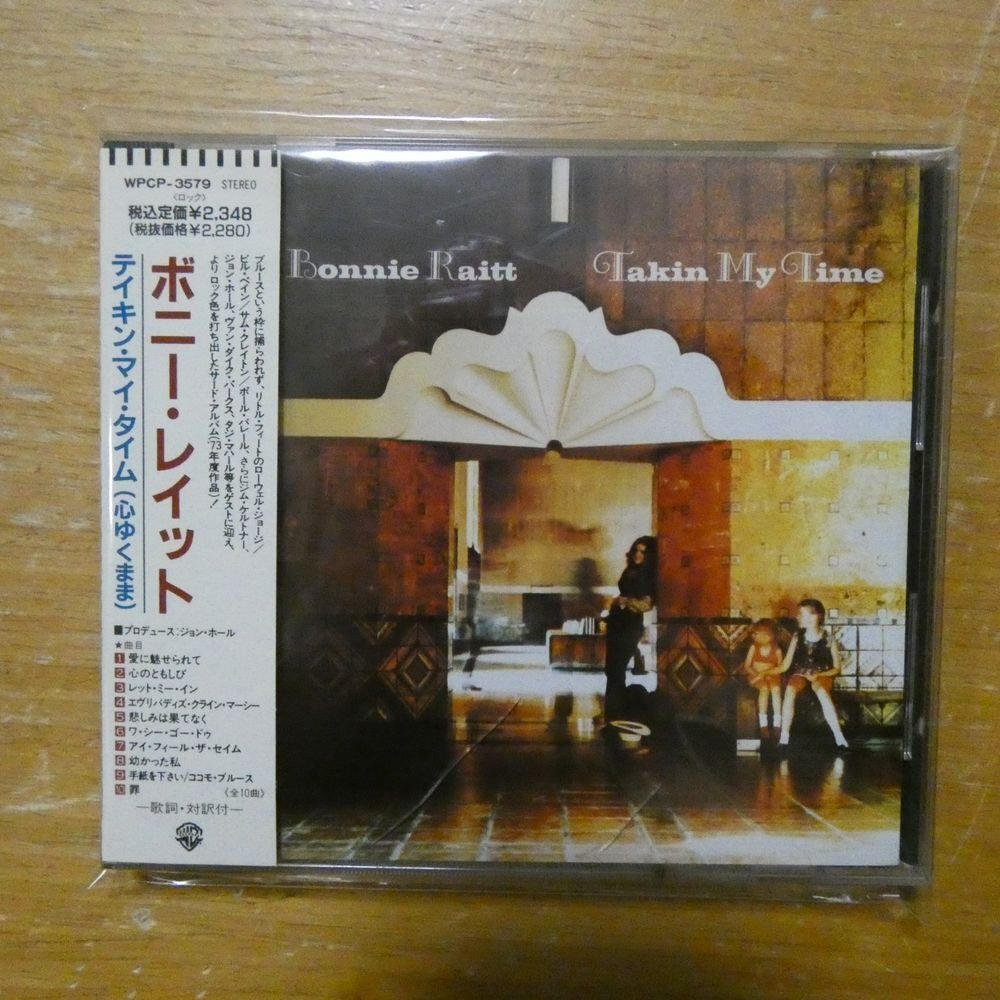 WPCP-3579 STEREO
〈ロック〉
税込定価¥2,348
(税抜価格¥2,280)
ボニー・レイット
テイキン・マイ・タイム(心ゆくまま)
ブルースという枠に捕らわれず、リトル・フィートのローウェル・ジョージ/
ビル・ペイン/サム・クレイトン/ポール・バレール、さらにジム・ケルトナー、
ジョン・ホール、ヴァン・ダイク・パークス、タジ・マハール等をゲストに迎え、
よりロック色を打ち出したサード・アルバム('73年度作品)!
■プロデュース:ジョン・ホール
★曲目
1 愛に魅せられて
2 心のともしび
3 レット・ミー・イン
4 エヴリバディズ・クライン・マーシー
5 悲しみは果てなく
6 ワ・シー・ゴー・ドゥ
7 アイ・フィール・ザ・セイム
8 幼かった私
9 手紙を下さい/ココモ・ブルース
10 罪 《全10曲》
—歌詞・対訳付—
Bonnie Raitt Takin My Time